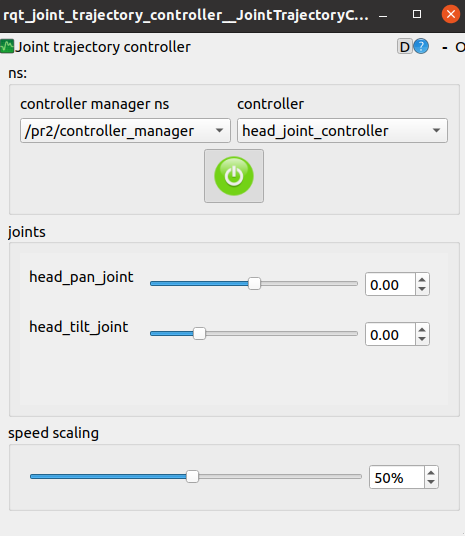 rqt_joint_trajectory_controller__JointTrajectoryC...
Joint trajectory controller
D ? - O
ns:
controller manager ns controller
/pr2/controller_manager head_joint_controller
joints
head_pan_joint 0.00
head_tilt_joint 0.00
speed scaling
50%